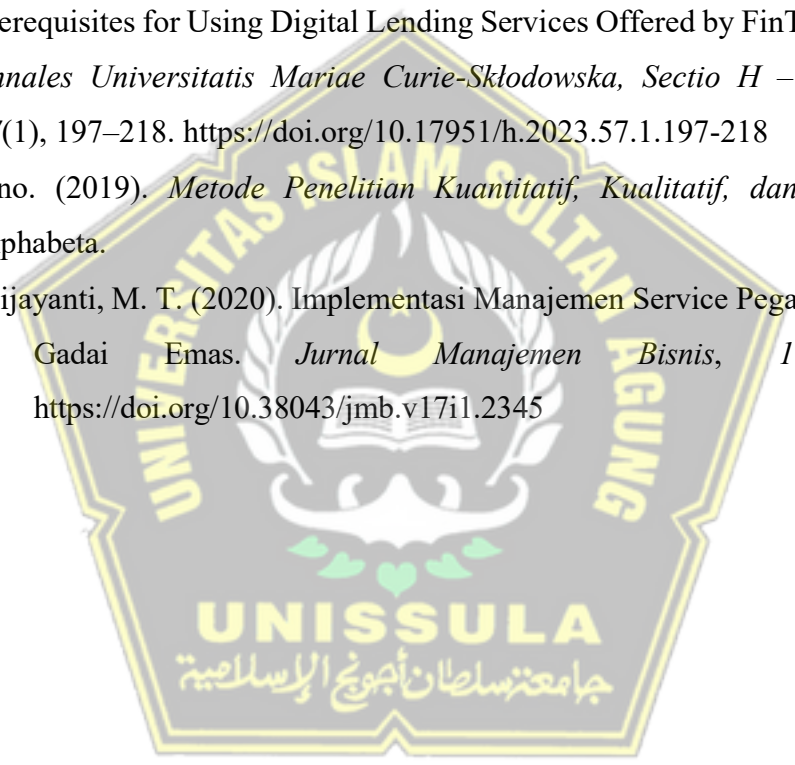 erequisites for Using Digital Lending Services Offered by FinT
nnales Universitatis Mariae Curie-Skłodowska, Sectio H –
7(1), 197–218. https://doi.org/10.17951/h.2023.57.1.197-218
no. (2019). Metode Penelitian Kuantitatif, Kualitatif, dan
phabeta.
ijayanti, M. T. (2020). Implementasi Manajemen Service Pega
Gadai Emas. Jurnal Manajemen Bisnis, 1
https://doi.org/10.38043/jmb.v17i1.2345
UNIVERSITAS ISLAM SULTAN AGUNG
UNISSULA
جامعة سلطان أجونج الإسلامية